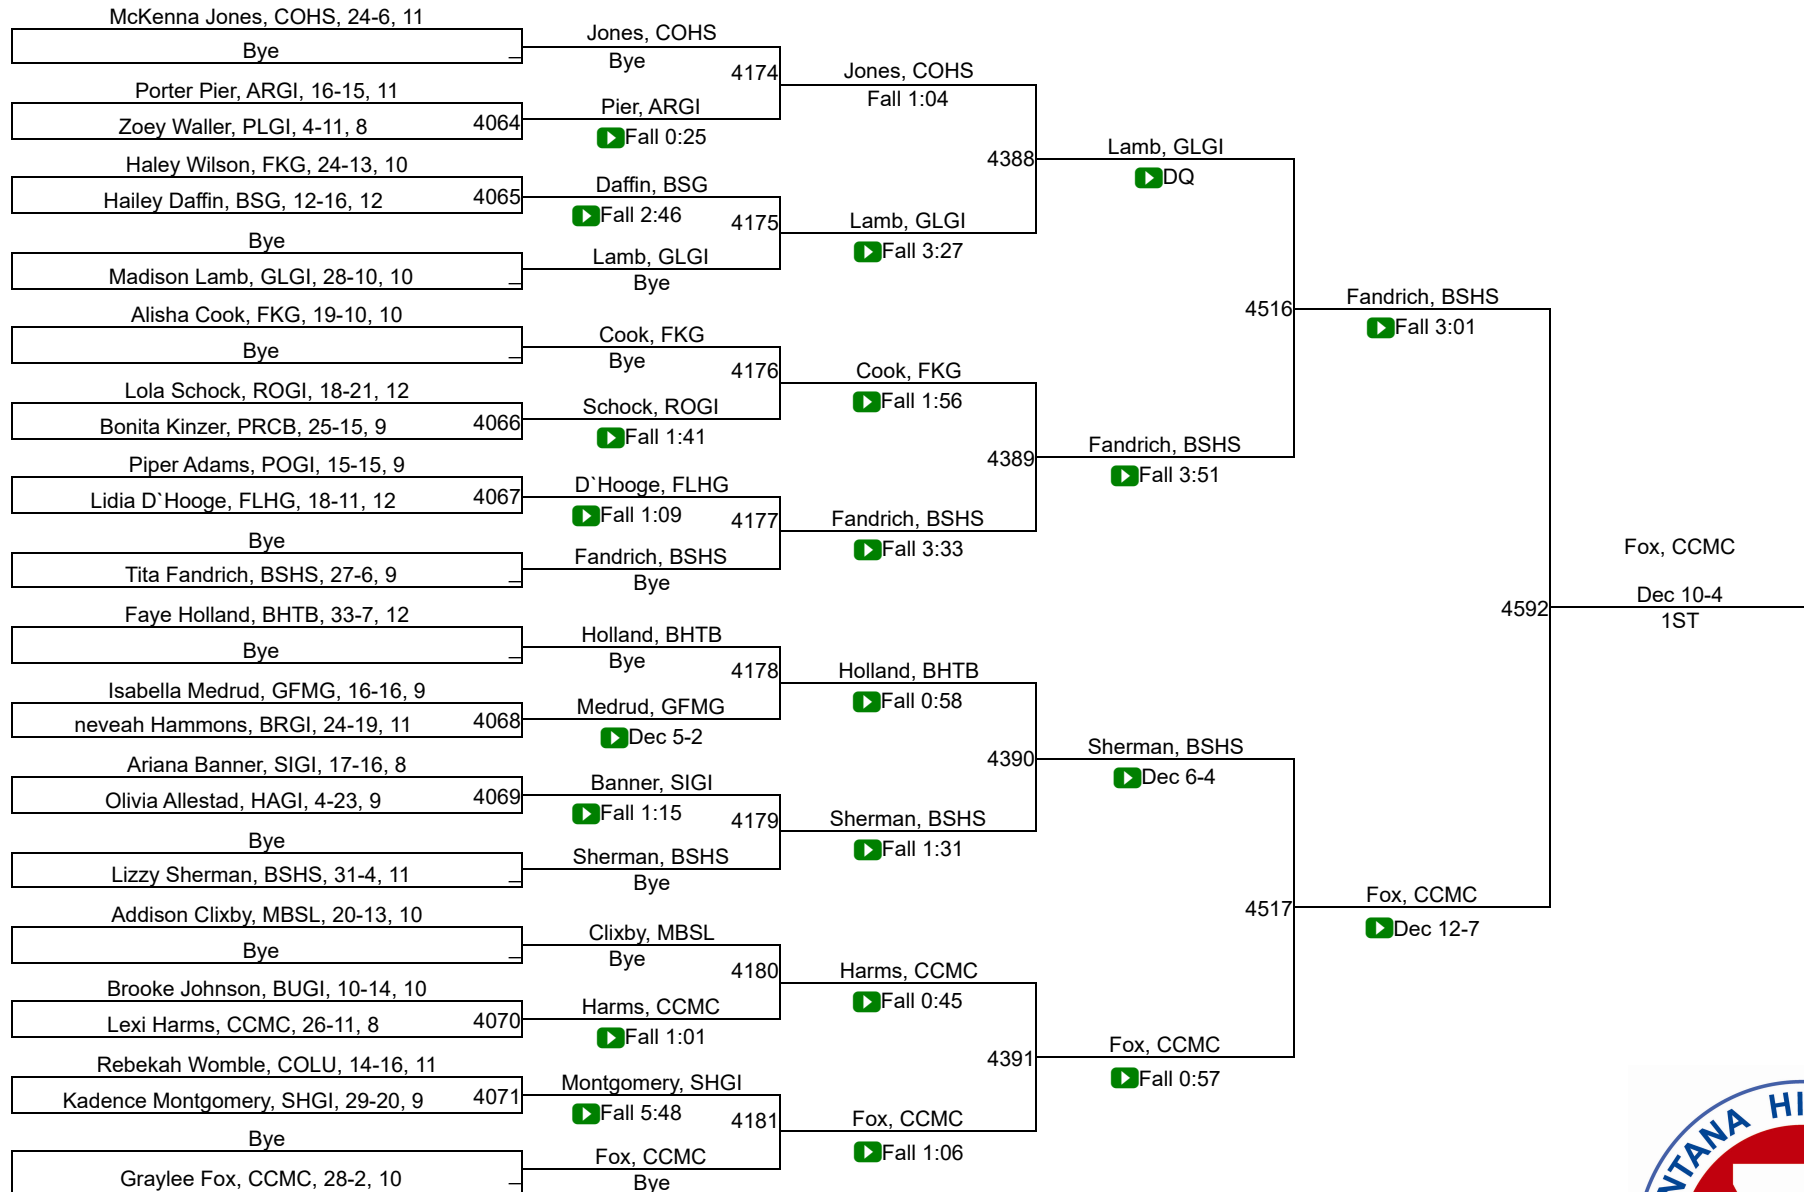 McKenna Jones, COHS, 24-6, 11
Bye
Porter Pier, ARGI, 16-15, 11
Zoey Waller, PLGI, 4-11, 8
4064
Haley Wilson, FKG, 24-13, 10
Hailey Daffin, BSG, 12-16, 12
4065
Bye
Madison Lamb, GLGI, 28-10, 10
Alisha Cook, FKG, 19-10, 10
Bye
Lola Schock, ROGI, 18-21, 12
Bonita Kinzer, PRCB, 25-15, 9
4066
Piper Adams, POGI, 15-15, 9
Lidia D`Hooge, FLHG, 18-11, 12
4067
Bye
Tita Fandrich, BSHS, 27-6, 9
Faye Holland, BHTB, 33-7, 12
Bye
Isabella Medrud, GFMG, 16-16, 9
neveah Hammons, BRGI, 24-19, 11
4068
Ariana Banner, SIGI, 17-16, 8
Olivia Allestad, HAGI, 4-23, 9
4069
Bye
Lizzy Sherman, BSHS, 31-4, 11
Addison Clixby, MBSL, 20-13, 10
Bye
Brooke Johnson, BUGI, 10-14, 10
Lexi Harms, CCMC, 26-11, 8
4070
Rebekah Womble, COLU, 14-16, 11
Kadence Montgomery, SHGI, 29-20, 9
4071
Bye
Graylee Fox, CCMC, 28-2, 10
Jones, COHS
Bye
4174
Pier, ARGI
Fall 0:25
Daffin, BSG
Fall 2:46
4175
Lamb, GLGI
Bye
Cook, FKG
Bye
4176
Schock, ROGI
Fall 1:41
D`Hooge, FLHG
Fall 1:09
4177
Fandrich, BSHS
Bye
Holland, BHTB
Bye
4178
Medrud, GFMG
Dec 5-2
Banner, SIGI
Fall 1:15
4179
Sherman, BSHS
Bye
Clixby, MBSL
Bye
4180
Harms, CCMC
Fall 1:01
Montgomery, SHGI
Fall 5:48
4181
Fox, CCMC
Bye
Jones, COHS
Fall 1:04
4388
Lamb, GLGI
Fall 3:27
Cook, FKG
Fall 1:56
4389
Fandrich, BSHS
Fall 3:33
Holland, BHTB
Fall 0:58
4390
Sherman, BSHS
Fall 1:31
Harms, CCMC
Fall 0:45
4391
Fox, CCMC
Fall 1:06
Lamb, GLGI
DQ
4516
Fandrich, BSHS
Fall 3:51
Sherman, BSHS
Dec 6-4
4517
Fox, CCMC
Fall 0:57
Fandrich, BSHS
Fall 3:01
4592
Fox, CCMC
Dec 12-7
Fox, CCMC
Dec 10-4
1ST
NTANA HI